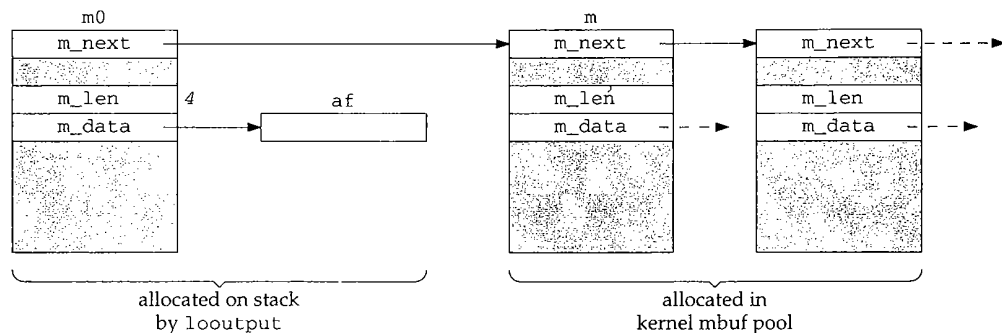 m0
m
m_next
m_next
m_next
m_len
4
af
m_len
m_len
m_data
m_data
m_data
allocated on stack
by looutput
allocated in
kernel mbuf pool